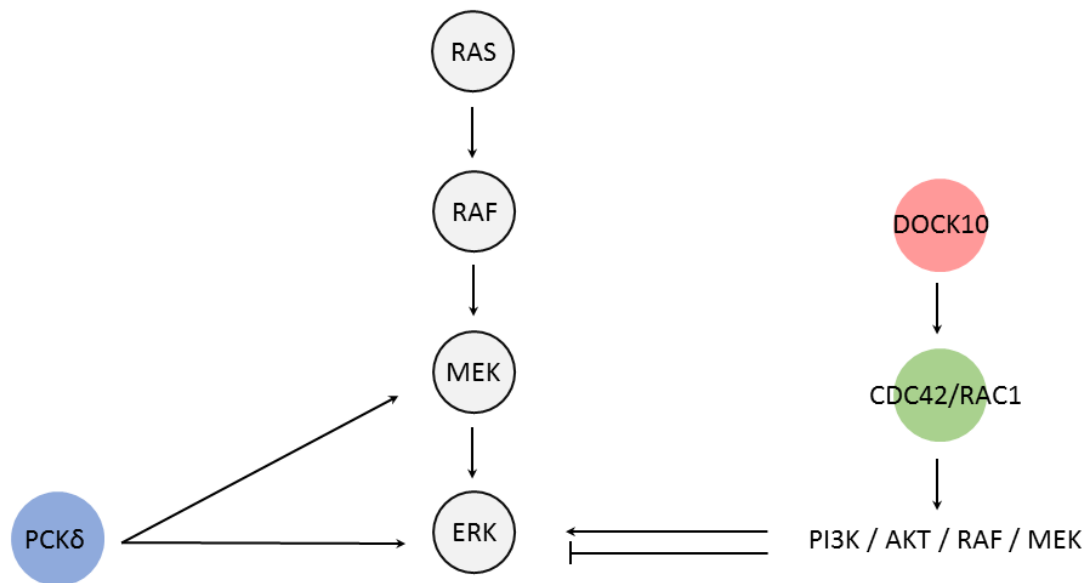 RAS
RAF
DOCK10
MEK
CDC42/RAC1
PCKδ
ERK
PI3K / AKT / RAF / MEK